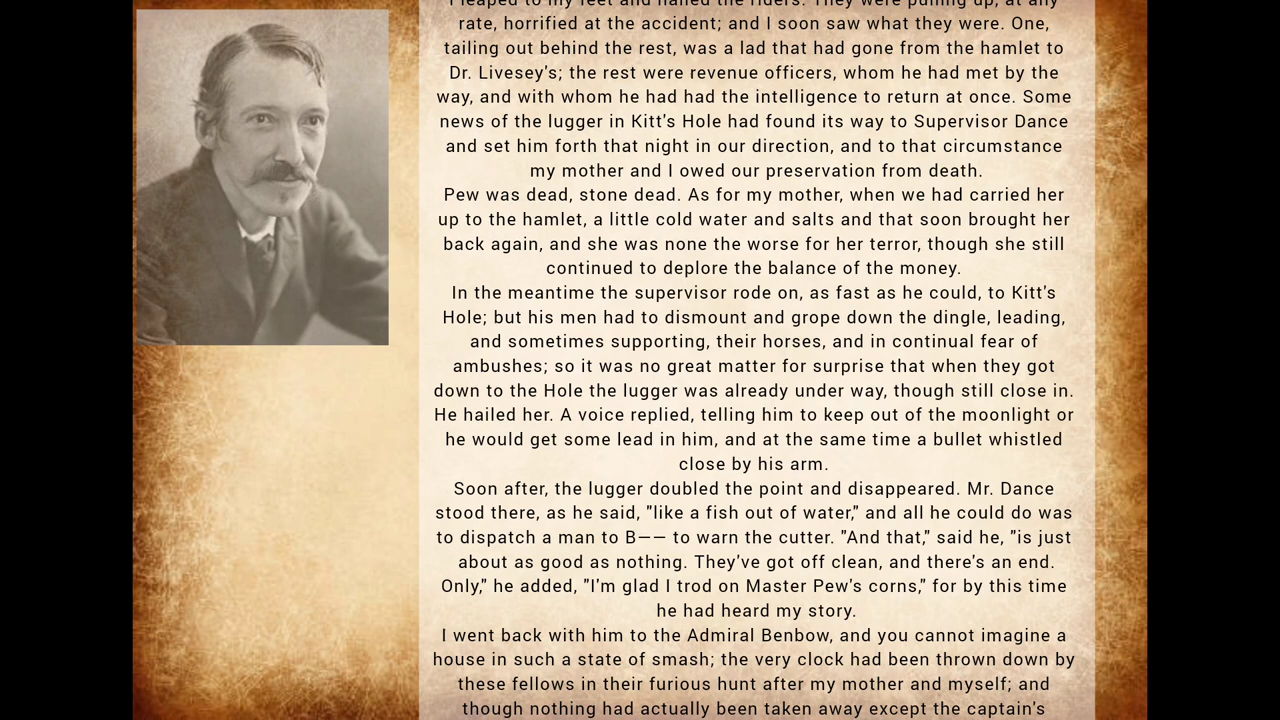 I leaped to my feet and hailed the riders. They were pulling up, at any
rate, horrified at the accident; and I soon saw what they were. One,
tailing out behind the rest, was a lad that had gone from the hamlet to
Dr. Livesey's; the rest were revenue officers, whom he had met by the
way, and with whom he had had the intelligence to return at once. Some
news of the lugger in Kitt's Hole had found its way to Supervisor Dance
and set him forth that night in our direction, and to that circumstance
my mother and I owed our preservation from death.
Pew was dead, stone dead. As for my mother, when we had carried her
up to the hamlet, a little cold water and salts and that soon brought her
back again, and she was none the worse for her terror, though she still
continued to deplore the balance of the money.
In the meantime the supervisor rode on, as fast as he could, to Kitt's
Hole; but his men had to dismount and grope down the dingle, leading,
and sometimes supporting, their horses, and in continual fear of
ambushes; so it was no great matter for surprise that when they got
down to the Hole the lugger was already under way, though still close in.
He hailed her. A voice replied, telling him to keep out of the moonlight or
he would get some lead in him, and at the same time a bullet whistled
close by his arm.
Soon after, the lugger doubled the point and disappeared. Mr. Dance
stood there, as he said, "like a fish out of water," and all he could do was
to dispatch a man to B—— to warn the cutter. "And that," said he, "is just
about as good as nothing. They've got off clean, and there's an end.
Only," he added, "I'm glad I trod on Master Pew's corns," for by this time
he had heard my story.
I went back with him to the Admiral Benbow, and you cannot imagine a
house in such a state of smash; the very clock had been thrown down by
these fellows in their furious hunt after my mother and myself; and
though nothing had actually been taken away except the captain's